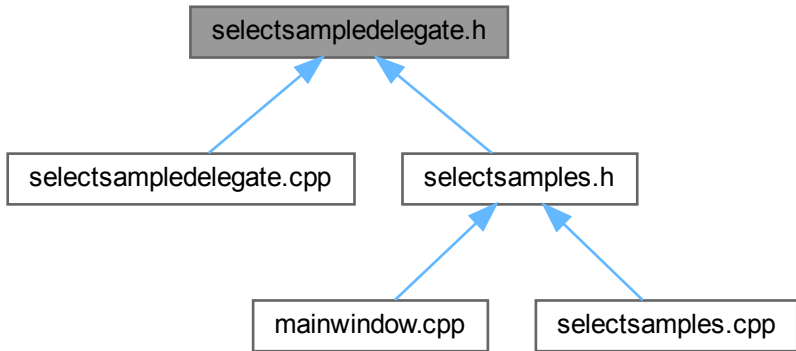 selectsampledelegate.h
selectsampledelegate.cpp
selectsamples.h
mainwindow.cpp
selectsamples.cpp